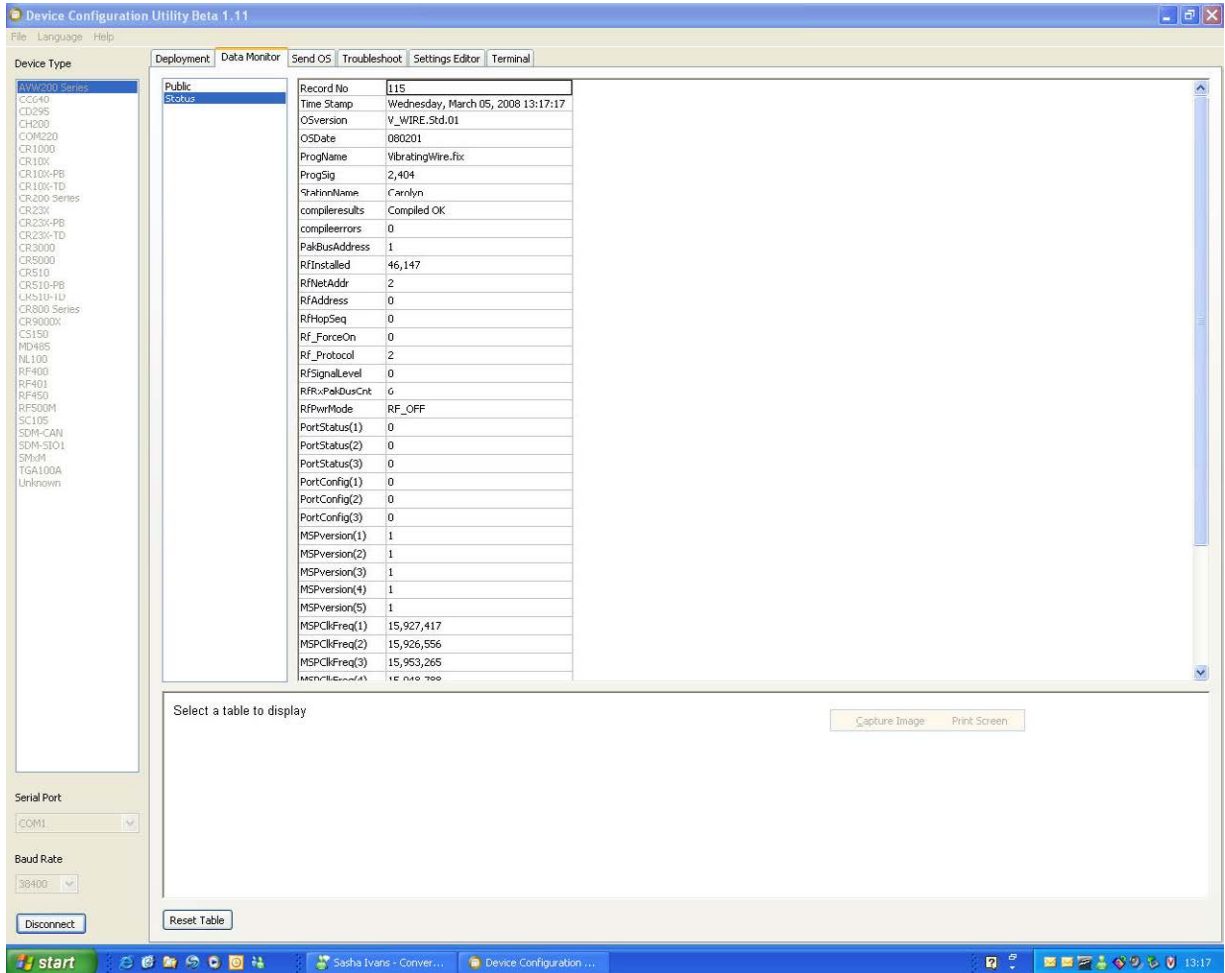 Device Configuration Utility Beta 1.11
File Language Help
Device Type
AVW200 Series
CC640
CD295
CH200
COM220
CR1000
CR10X
CR10X-PB
CR10X-TD
CR200 Series
CR23X
CR23X-PB
CR23X-TD
CR3000
CR5000
CR510
CR510-PB
CR510-TD
CR800 Series
CR9000X
CS150
MD485
NL100
RF400
RF401
RF450
RF500M
SC105
SDM-CAN
SDM-SIO1
SMxM
TGA100A
Unknown
Serial Port
COM1
Baud Rate
38400
Disconnect
Deployment Data Monitor Send OS Troubleshoot Settings Editor Terminal
Public
Status
Record No 115
Time Stamp Wednesday, March 05, 2008 13:17:17
OSversion V_WIRE.Std.01
OSDate 080201
ProgName VibratingWire.fix
ProgSig 2,404
StationName Carolyn
compileresults Compiled OK
compileerrors 0
PakBusAddress 1
RfInstalled 46,147
RfNetAddr 2
RfAddress 0
RfHopSeq 0
Rf_ForceOn 0
Rf_Protocol 2
RfSignalLevel 0
RfRxPakBusCnt 6
RfPwrMode RF_OFF
PortStatus(1) 0
PortStatus(2) 0
PortStatus(3) 0
PortConfig(1) 0
PortConfig(2) 0
PortConfig(3) 0
MSPversion(1) 1
MSPversion(2) 1
MSPversion(3) 1
MSPversion(4) 1
MSPversion(5) 1
MSPClkFreq(1) 15,927,417
MSPClkFreq(2) 15,926,556
MSPClkFreq(3) 15,953,265
MSPClkFreq(4) 15,948,788
Select a table to display
Capture Image Print Screen
Reset Table
start
Sasha Ivans - Conver...
Device Configuration ...
13:17